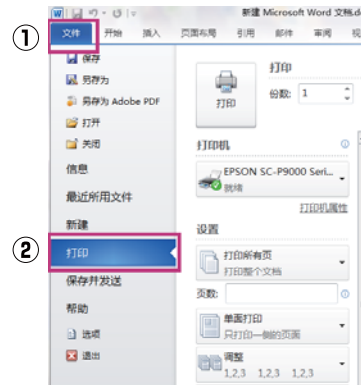 新建 Microsoft Word 文档.d
①
文件 开始 插入 页面布局 引用 邮件 审阅 视
保存
另存为
另存为 Adobe PDF
打开
关闭
信息
最近所用文件
新建
②
打印
保存并发送
帮助
选项
退出
打印
打印
份数: 1
打印机
EPSON SC-P9000 Seri...
就绪
打印机属性
设置
打印所有页
打印整个文档
页数:
单面打印
只打印一侧的页面
调整
1,2,3 1,2,3 1,2,3